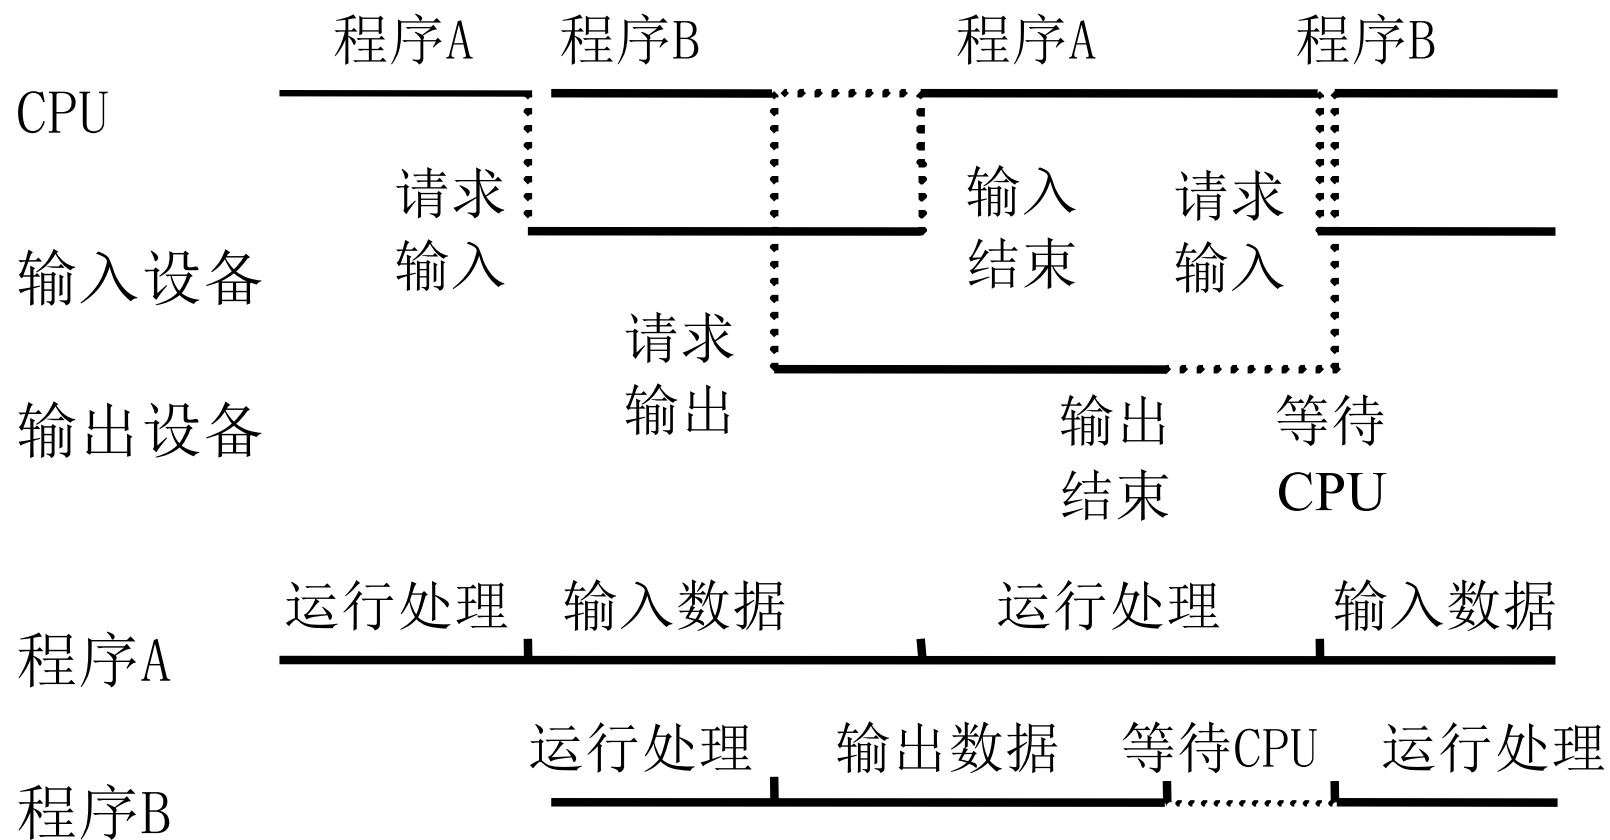 程序A 程序B 程序A 程序B
CPU
请求
输入
输入
结束
请求
输入
输入设备
请求
输出
输出设备
输出
结束
等待
CPU
运行处理 输入数据 运行处理 输入数据
程序A
运行处理 输出数据 等待CPU 运行处理
程序B